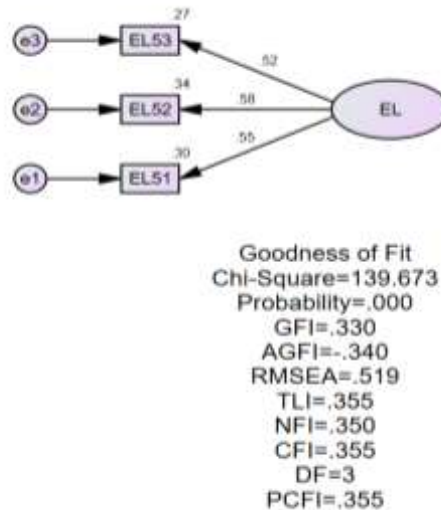 .27
e3 EL53
.52
.34
e2 EL52 .58 EL
.55
.30
e1 EL51
Goodness of Fit
Chi-Square=139.673
Probability=.000
GFI=.330
AGFI=-.340
RMSEA=.519
TLI=.355
NFI=.350
CFI=.355
DF=3
PCFI=.355